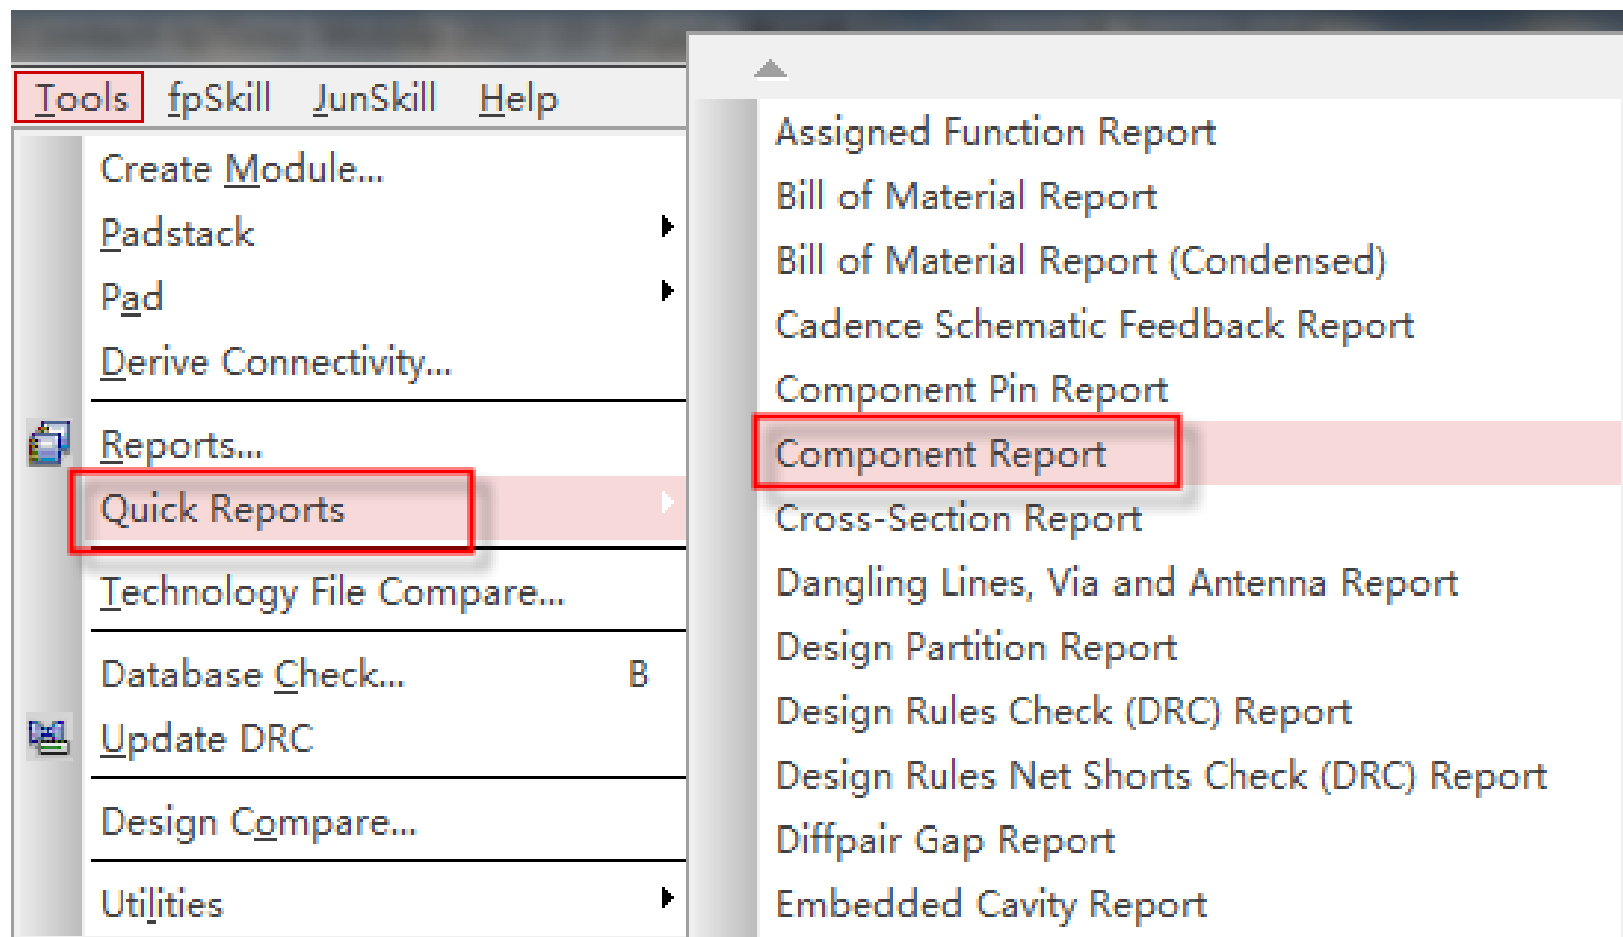 Tools fpSkill JunSkill Help
Create Module...
Padstack
Pad
Derive Connectivity...
Reports...
Quick Reports
Technology File Compare...
Database Check... B
Update DRC
Design Compare...
Utilities
Assigned Function Report
Bill of Material Report
Bill of Material Report (Condensed)
Cadence Schematic Feedback Report
Component Pin Report
Component Report
Cross-Section Report
Dangling Lines, Via and Antenna Report
Design Partition Report
Design Rules Check (DRC) Report
Design Rules Net Shorts Check (DRC) Report
Diffpair Gap Report
Embedded Cavity Report